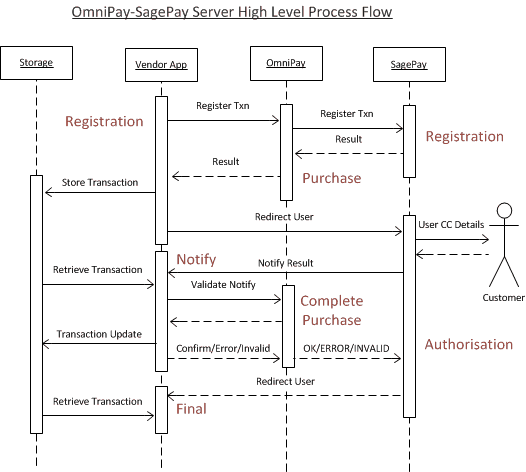 OmniPay-SagePay Server High Level Process Flow
Storage
Vendor App
OmniPay
SagePay
Register Txn
Register Txn
Registration
Registration
Result
Result
Purchase
Store Transaction
Redirect User
User CC Details
Notify
Notify Result
Retrieve Transaction
Validate Notify
Customer
Complete
Purchase
Transaction Update
Confirm/Error/Invalid
OK/ERROR/INVALID
Authorisation
Redirect User
Retrieve Transaction
Final